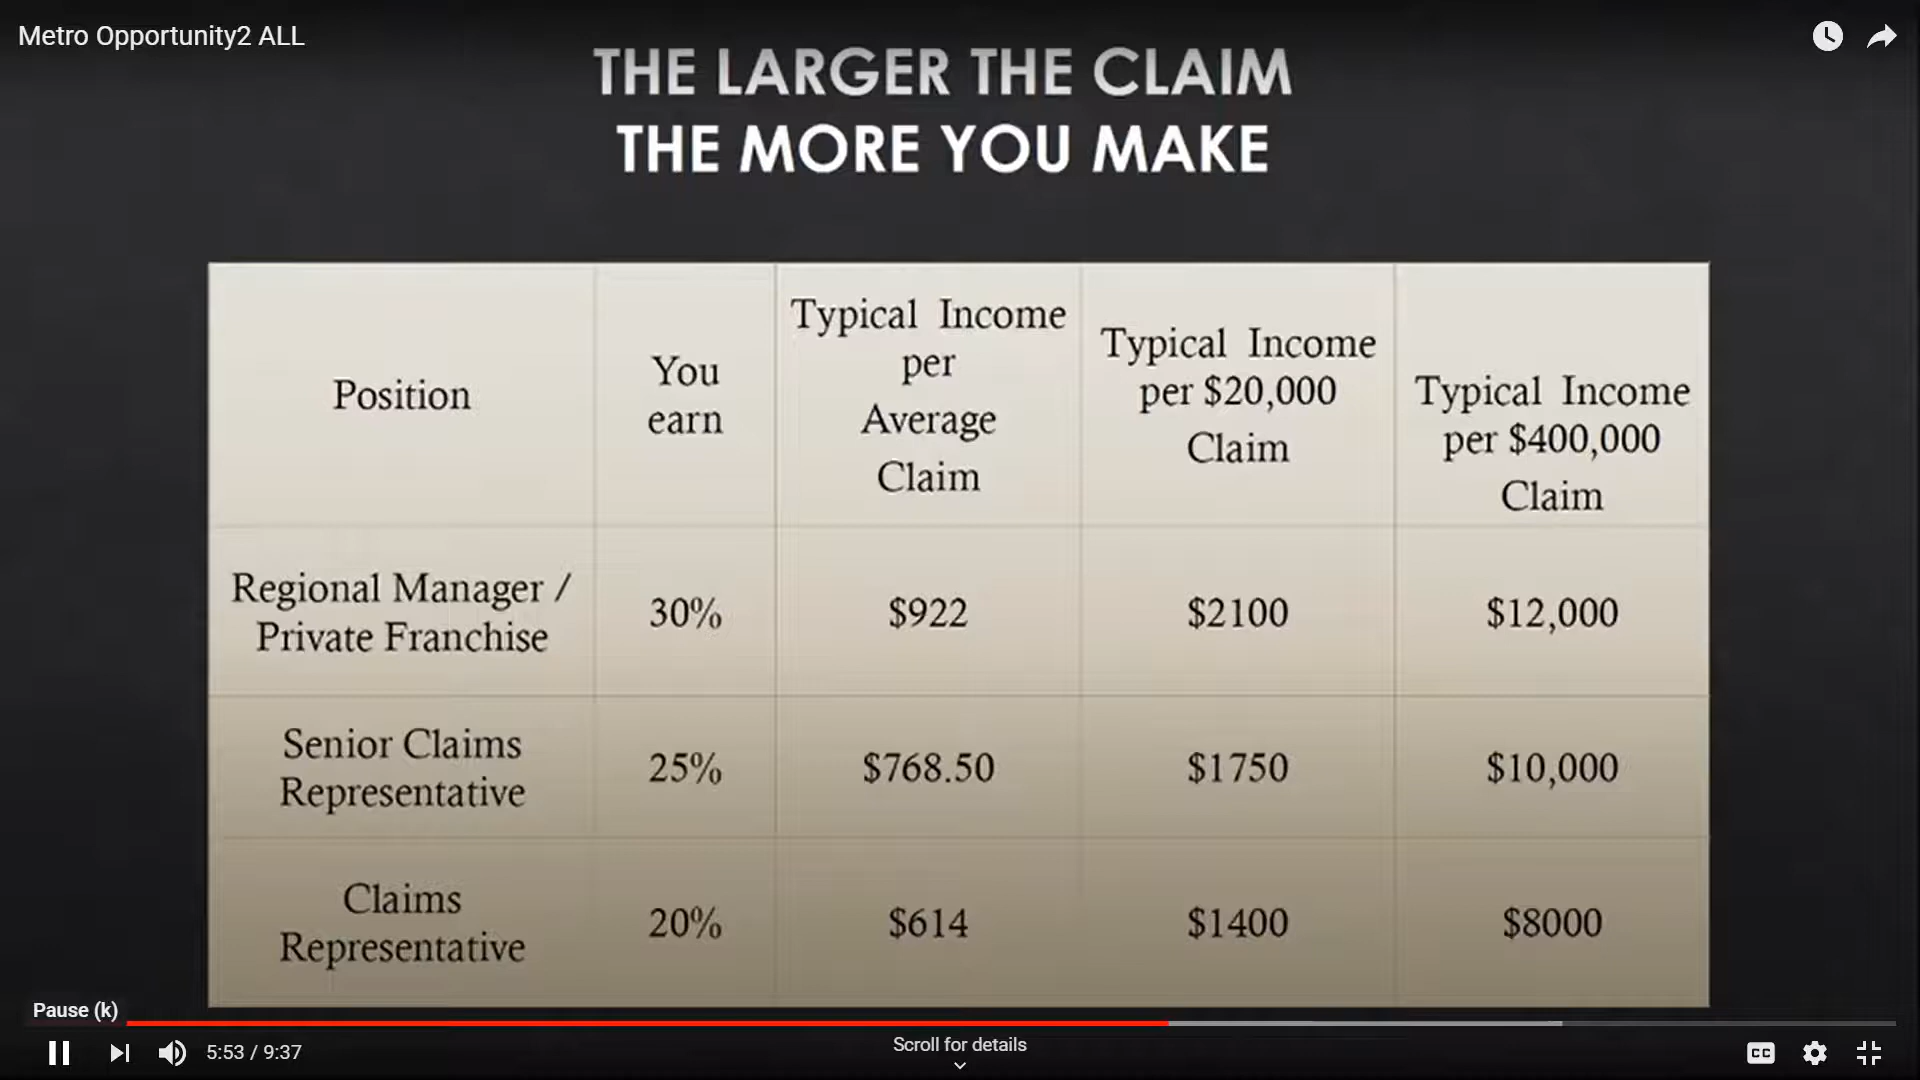 Metro Opportunity2 ALL
THE LARGER THE CLAIM
THE MORE YOU MAKE
Position
You
earn
Typical Income
per
Average
Claim
Typical Income
per $20,000
Claim
Typical Income
per $400,000
Claim
Regional Manager /
Private Franchise
30%
$922
$2100
$12,000
Senior Claims
Representative
25%
$768.50
$1750
$10,000
Claims
Representative
20%
$614
$1400
$8000
Pause (k)
5:53 / 9:37
Scroll for details
CC